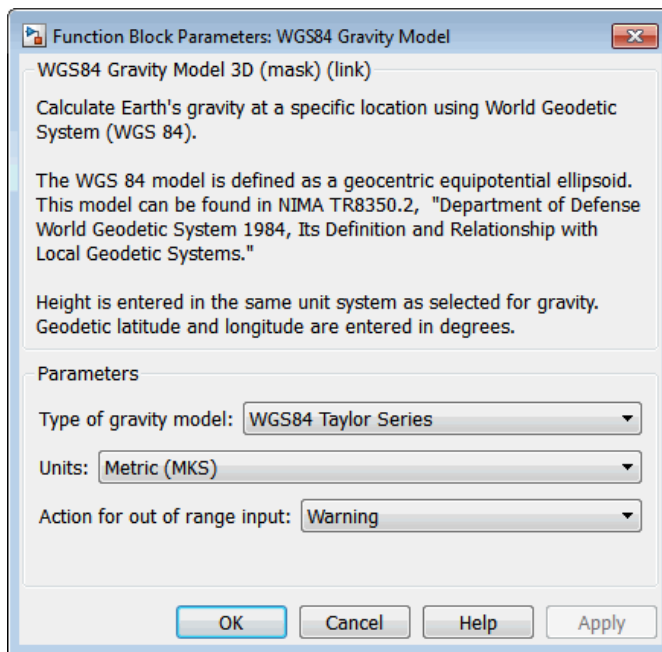 Function Block Parameters: WGS84 Gravity Model
WGS84 Gravity Model 3D (mask) (link)
Calculate Earth's gravity at a specific location using World Geodetic
System (WGS 84).
The WGS 84 model is defined as a geocentric equipotential ellipsoid.
This model can be found in NIMA TR8350.2,  "Department of Defense
World Geodetic System 1984, Its Definition and Relationship with
Local Geodetic Systems."
Height is entered in the same unit system as selected for gravity.
Geodetic latitude and longitude are entered in degrees.
Parameters
Type of gravity model: WGS84 Taylor Series
Units: Metric (MKS)
Action for out of range input: Warning
OK Cancel Help Apply